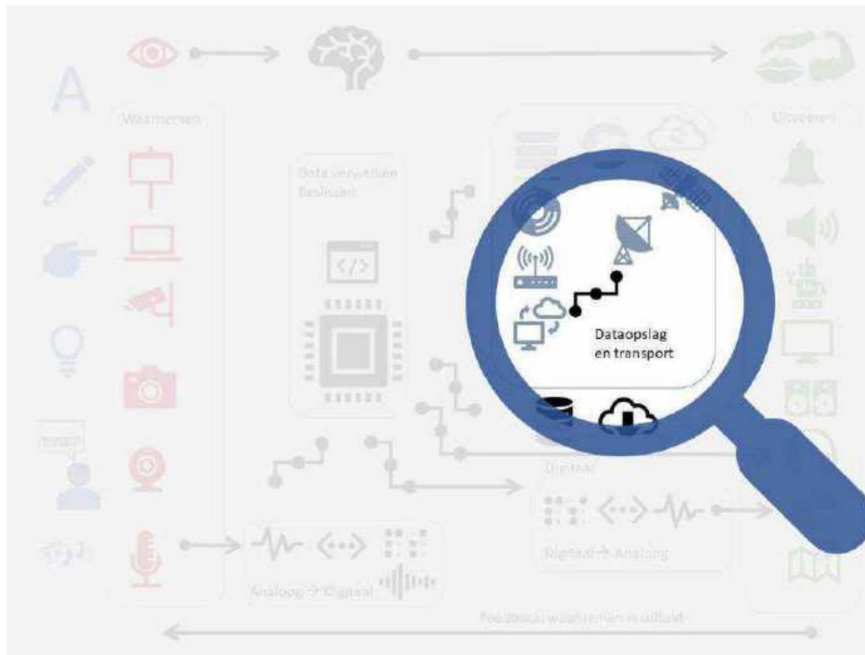 A
Waarnemen
Uitvoeren
Data verwerken
Beslissen
</>
Dataopslag
en transport
Digitaal
Digitaal → Analoog
Analoog → Digitaal
Feedback waarnemen resultaat